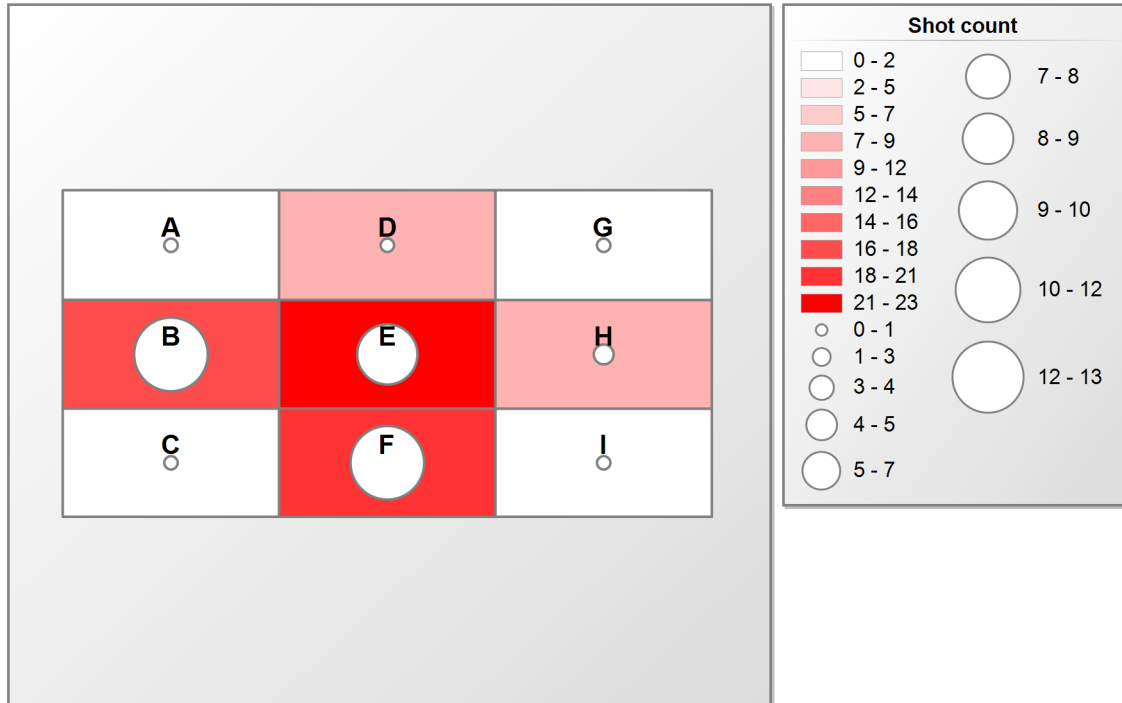 Shot count
0 - 2
2 - 5
5 - 7
7 - 9
9 - 12
12 - 14
14 - 16
16 - 18
18 - 21
21 - 23
0 - 1
1 - 3
3 - 4
4 - 5
5 - 7
7 - 8
8 - 9
9 - 10
10 - 12
12 - 13
A D G
B E H
C F I